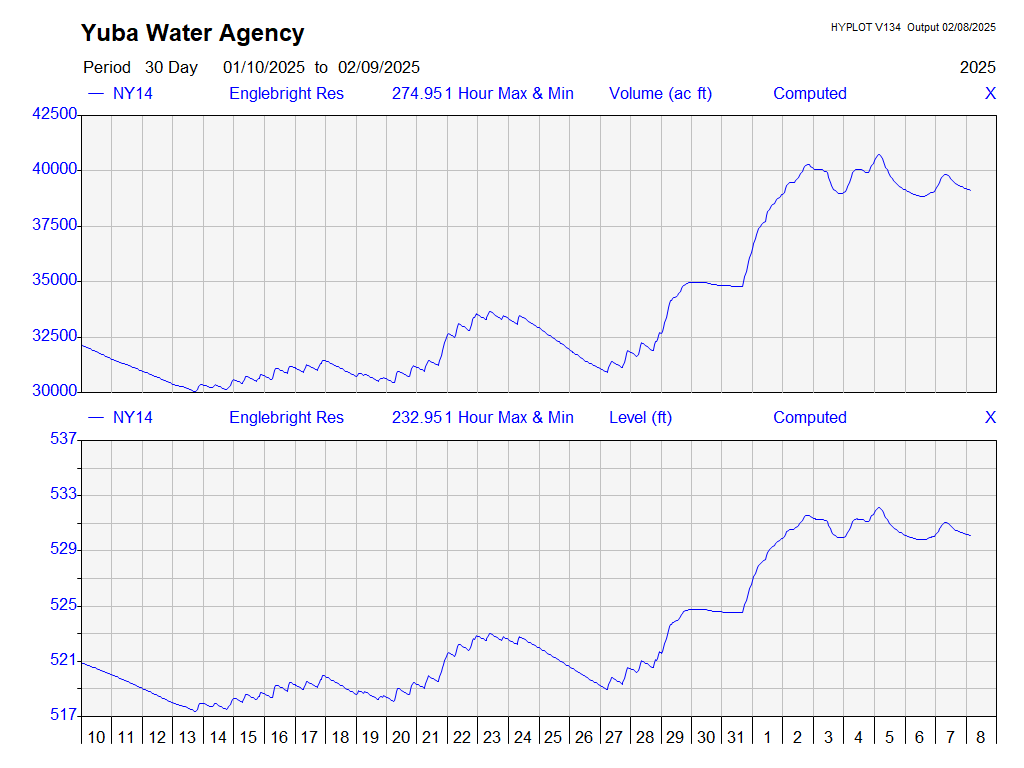 Yuba Water Agency
HYPLOT V134 Output 02/08/2025
Period 30 Day 01/10/2025 to 02/09/2025
2025
NY14 Englebright Res 274.951 Hour Max & Min Volume (ac ft) Computed X
42500
40000
37500
35000
32500
30000
NY14 Englebright Res 232.951 Hour Max & Min Level (ft) Computed X
537
533
529
525
521
517
10 11 12 13 14 15 16 17 18 19 20 21 22 23 24 25 26 27 28 29 30 31 1 2 3 4 5 6 7 8